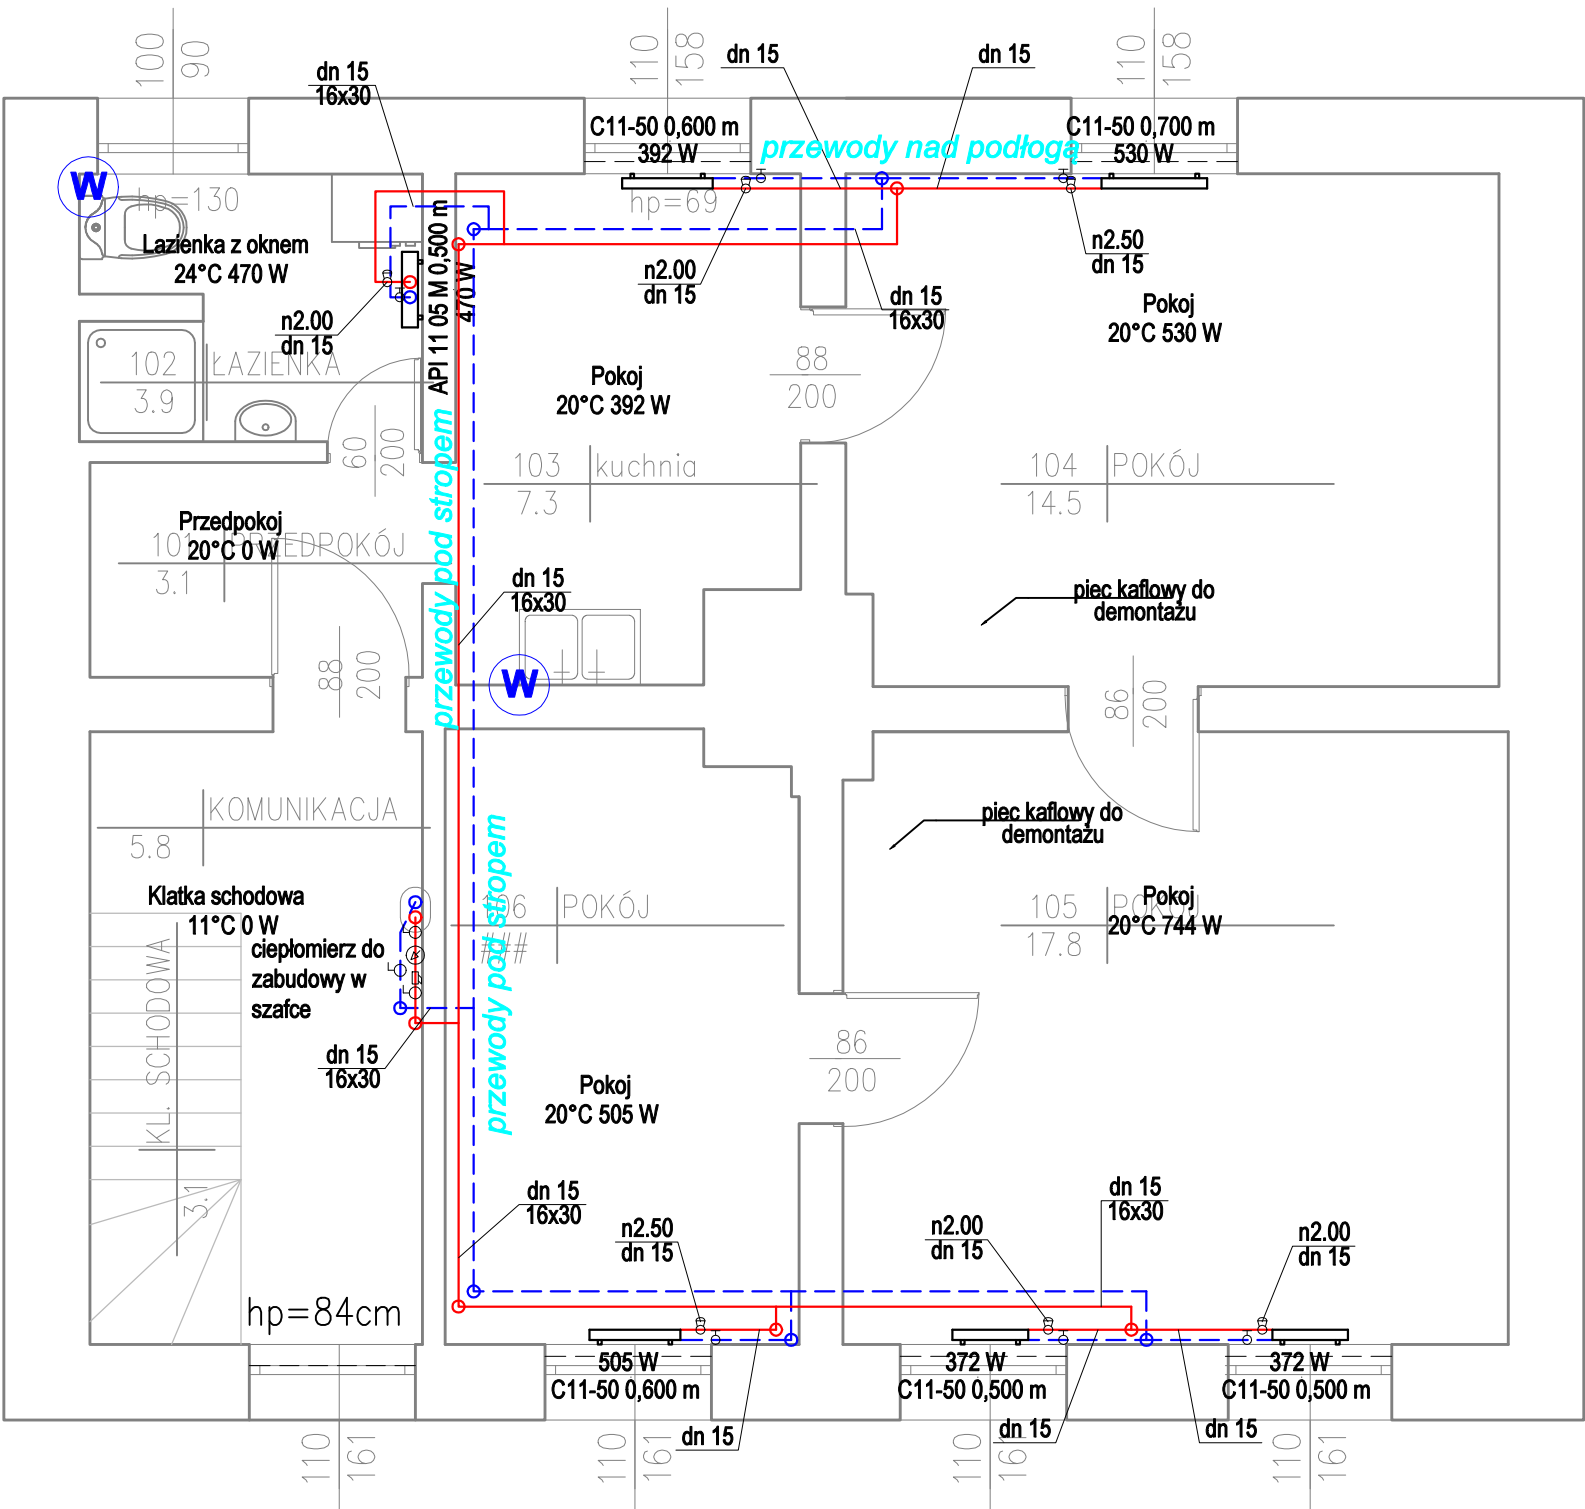 100
90
110
158
110
158
dn 15
16x30
dn 15
dn 15
C11-50 0,600 m
392 W
przewody nad podłogą
C11-50 0,700 m
530 W
W
hp=130
hp=69
Lazienka z oknem
24°C 470 W
API 11 05 M 0,500 m
470 W
n2.00
dn 15
n2.50
dn 15
dn 15
16x30
Pokoj
20°C 530 W
n2.00
dn 15
102
ŁAZIENKA
3.9
88
200
Pokoj
20°C 392 W
60
200
103
kuchnia
7.3
104
POKÓJ
14.5
przewody pod stropem
Przedpokoj
20°C 0 W
101
PRZEDPOKÓJ
3.1
dn 15
16x30
piec kaflowy do
demontażu
88
200
W
86
200
KOMUNIKACJA
5.8
piec kaflowy do
demontażu
przewody pod stropem
Klatka schodowa
11°C 0 W
106
POKÓJ
###
105
POKÓJ
17.8
Pokoj
20°C 744 W
ciepłomierz do
zabudowy w
szafce
KL. SCHODOWA
3.1
dn 15
16x30
86
200
Pokoj
20°C 505 W
dn 15
16x30
dn 15
16x30
n2.50
dn 15
n2.00
dn 15
n2.00
dn 15
hp=84cm
505 W
C11-50 0,600 m
372 W
C11-50 0,500 m
372 W
C11-50 0,500 m
dn 15
dn 15
dn 15
110
161
110
161
110
161
110
161